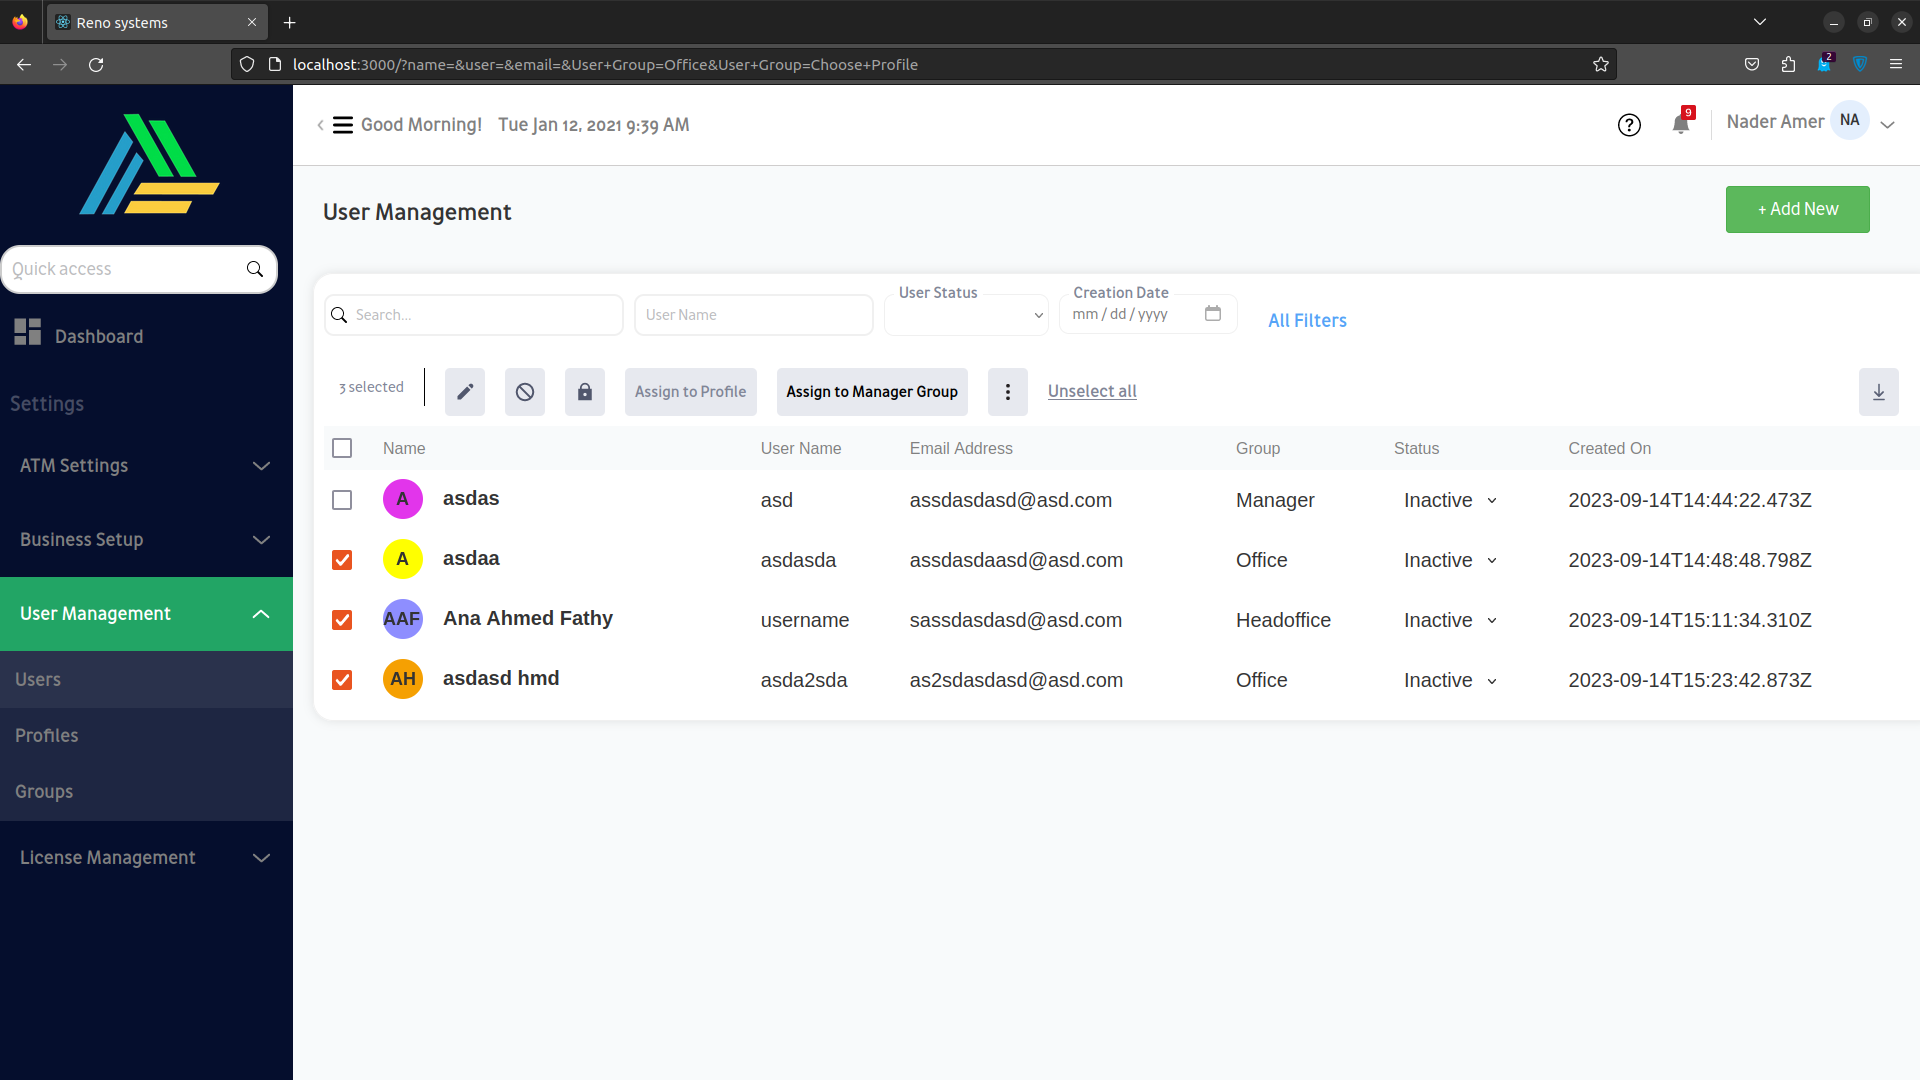 Reno systems
localhost:3000/?name=&user=&email=&User+Group=Office&User+Group=Choose+Profile
2
Good Morning! Tue Jan 12, 2021 9:39 AM
9
Nader Amer NA
User Management
+ Add New
Quick access
Dashboard
Settings
ATM Settings
Business Setup
User Management
Users
Profiles
Groups
License Management
Search...
User Name
User Status
Creation Date
mm / dd / yyyy
All Filters
3 selected
Assign to Profile
Assign to Manager Group
Unselect all
Name User Name Email Address Group Status Created On
A asdas asd assdasdasd@asd.com Manager Inactive 2023-09-14T14:44:22.473Z
A asdaa asdasda assdasdaasd@asd.com Office Inactive 2023-09-14T14:48:48.798Z
AAF Ana Ahmed Fathy username sassdasdasd@asd.com Headoffice Inactive 2023-09-14T15:11:34.310Z
AH asdasd hmd asda2sda as2sdasdasd@asd.com Office Inactive 2023-09-14T15:23:42.873Z